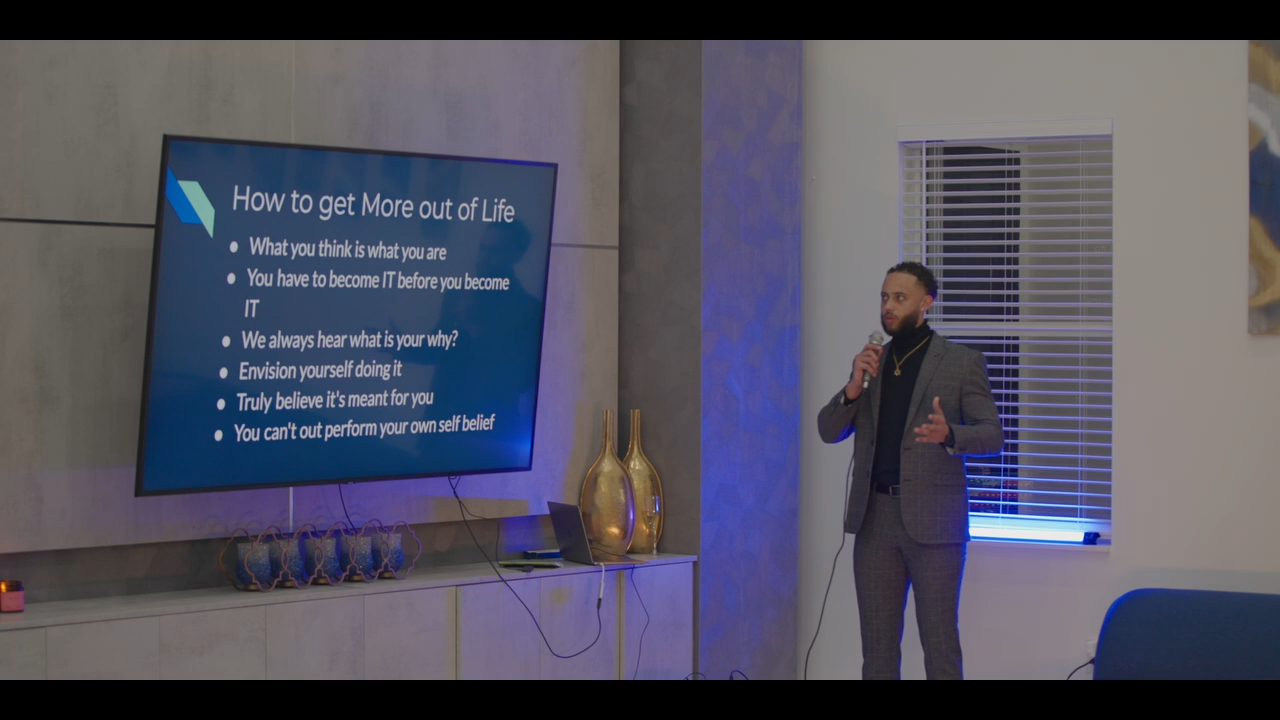 How to get More out of Life
● What you think is what you are
● You have to become IT before you become
IT
● We always hear what is your why?
● Envision yourself doing it
● Truly believe it's meant for you
● You can't out perform your own self belief